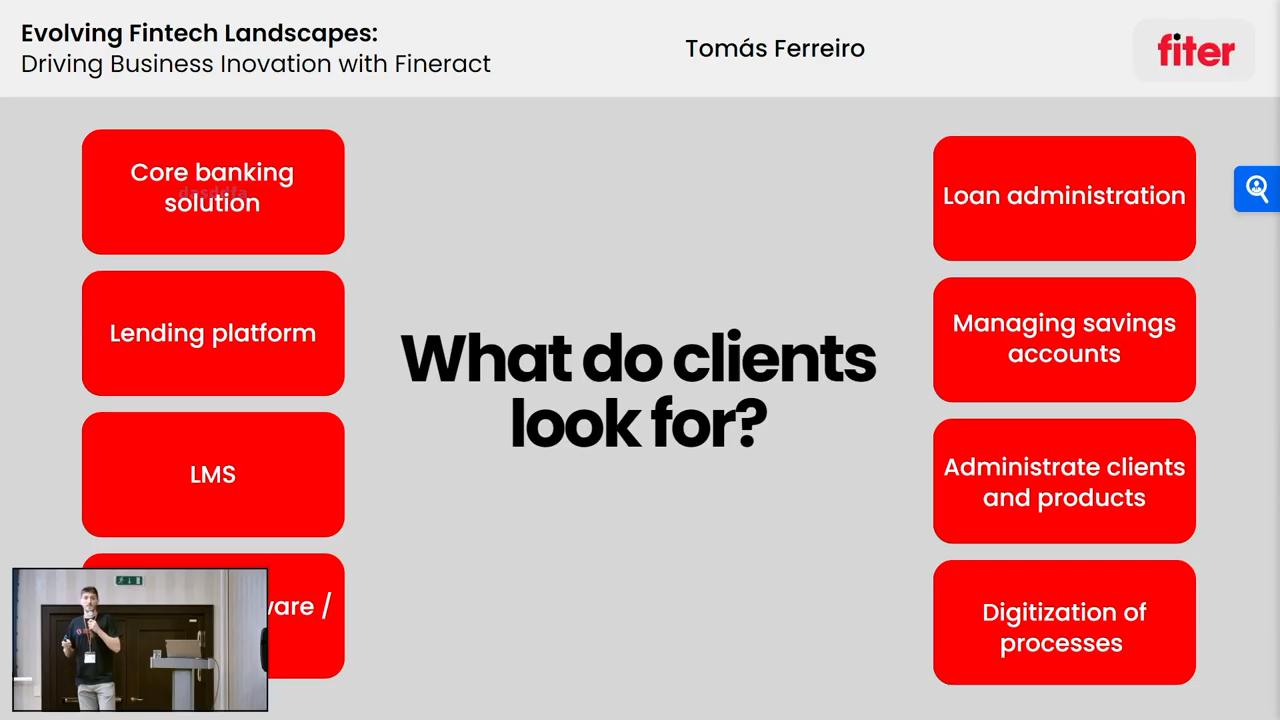 Evolving Fintech Landscapes:
Driving Business Inovation with Fineract
Tomás Ferreiro
fiter
Core banking
solution
Lending platform
LMS
ware /
What do clients
look for?
Loan administration
Managing savings
accounts
Administrate clients
and products
Digitization of
processes